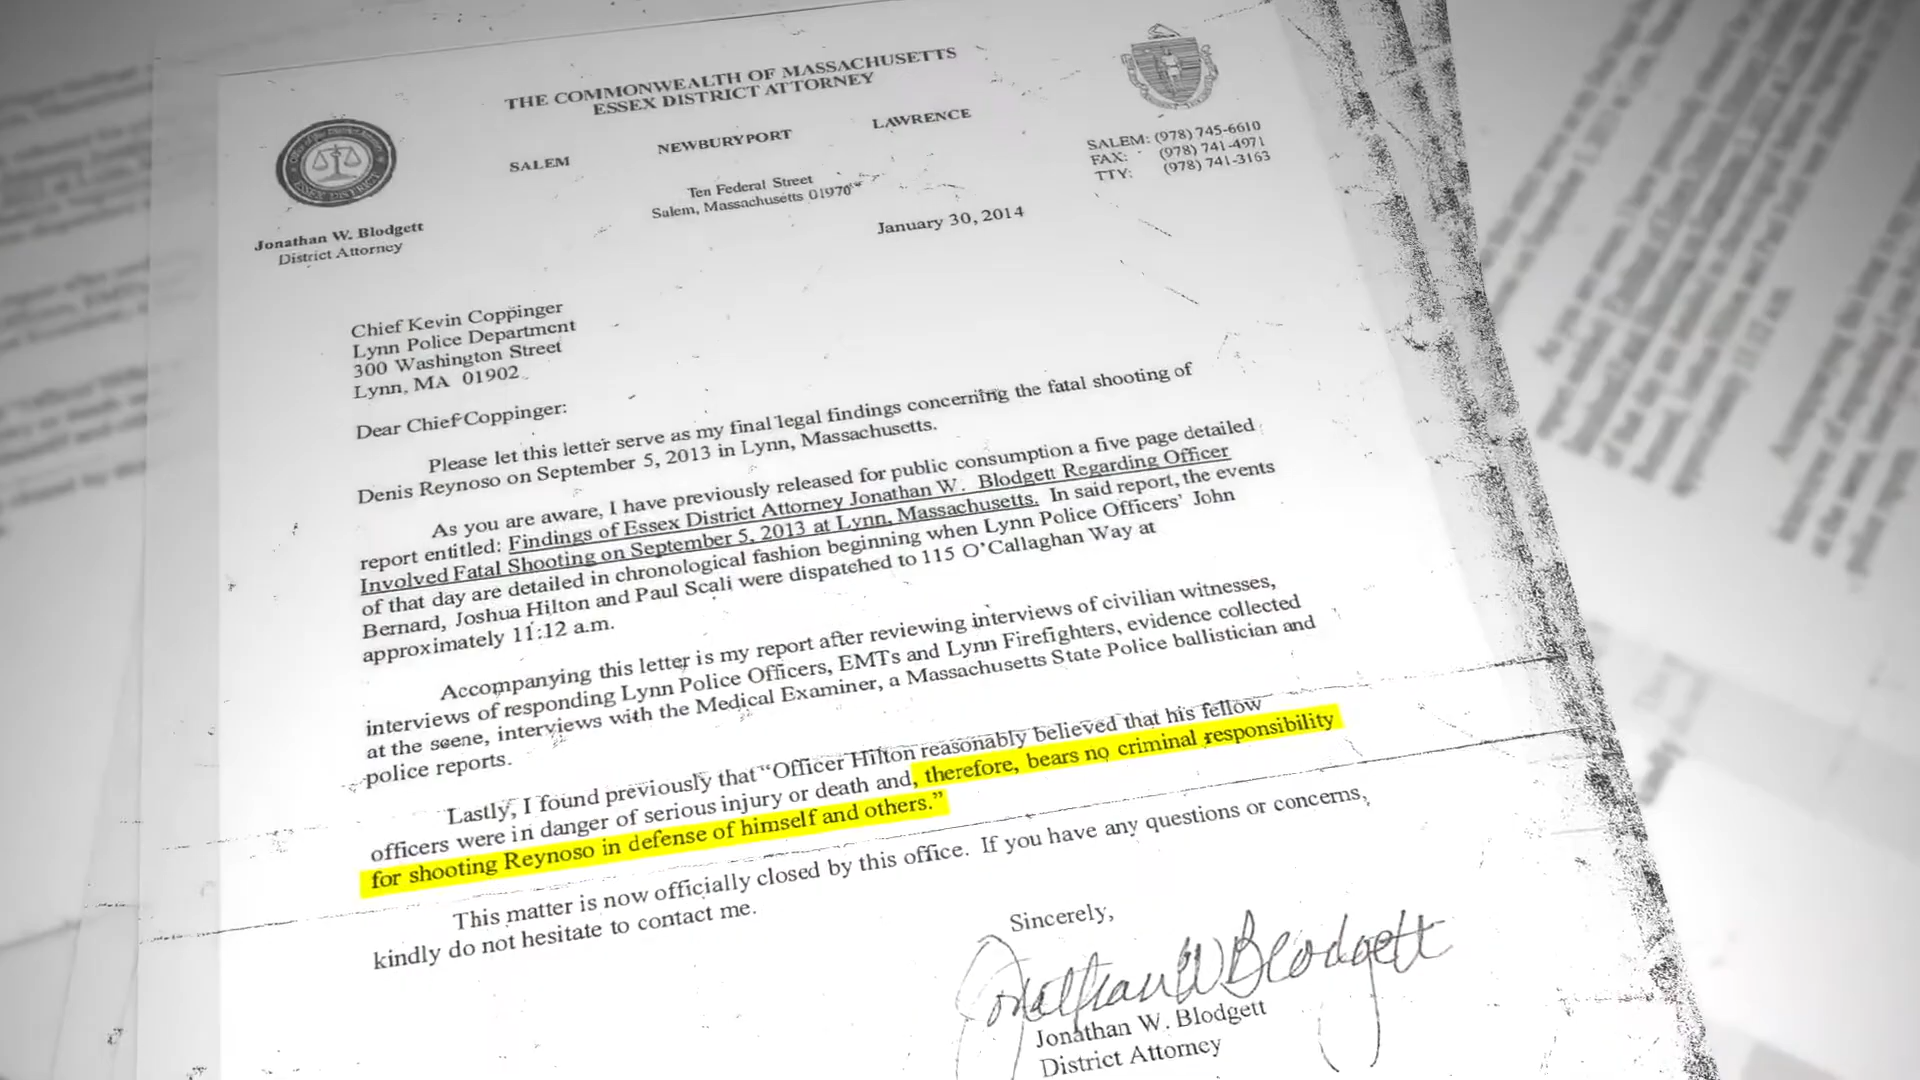 THE COMMONWEALTH OF MASSACHUSETTS
ESSEX DISTRICT ATTORNEY
SALEM NEWBURYPORT LAWRENCE
Ten Federal Street
Salem, Massachusetts 01970
SALEM: (978) 745-6610
FAX: (978) 741-4971
TTY: (978) 741-3163
Office of the District Attorney
ESSEX DISTRICT
Jonathan W. Blodgett
District Attorney
January 30, 2014
Chief Kevin Coppinger
Lynn Police Department
300 Washington Street
Lynn, MA 01902
Dear Chief Coppinger:
Please let this letter serve as my final legal findings concerning the fatal shooting of
Denis Reynoso on September 5, 2013 in Lynn, Massachusetts.
As you are aware, I have previously released for public consumption a five page detailed
report entitled: Findings of Essex District Attorney Jonathan W. Blodgett Regarding Officer
Involved Fatal Shooting on September 5, 2013 at Lynn, Massachusetts. In said report, the events
of that day are detailed in chronological fashion beginning when Lynn Police Officers' John
Bernard, Joshua Hilton and Paul Scali were dispatched to 115 O'Callaghan Way at
approximately 11:12 a.m.
Accompanying this letter is my report after reviewing interviews of civilian witnesses,
interviews of responding Lynn Police Officers, EMTs and Lynn Firefighters, evidence collected
at the scene, interviews with the Medical Examiner, a Massachusetts State Police ballistician and
police reports.
Lastly, I found previously that "Officer Hilton reasonably believed that his fellow
officers were in danger of serious injury or death and, therefore, bears no criminal responsibility
for shooting Reynoso in defense of himself and others."
This matter is now officially closed by this office. If you have any questions or concerns,
kindly do not hesitate to contact me.
Sincerely,
Jonathan W Blodgett
Jonathan W. Blodgett
District Attorney